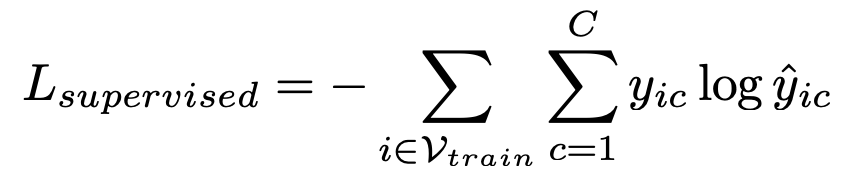 L_{supervised} = - \sum_{i \in \mathcal{V}_{train}} \sum_{c=1}^{C} y_{ic} \log \hat{y}_{ic}